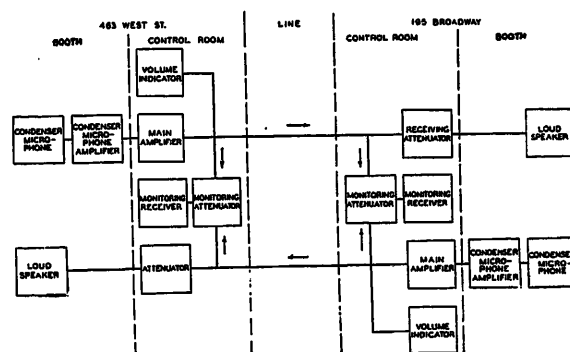 463 WEST ST.
LINE
195 BROADWAY
BOOTH
CONTROL ROOM
CONTROL ROOM
BOOTH
VOLUME
INDICATOR
CONDENSER
MICRO-
PHONE
CONDENSER
MICRO-
PHONE
AMPLIFIER
MAIN
AMPLIFIER
RECEIVING
ATTENUATOR
LOUD
SPEAKER
MONITORING
RECEIVER
MONITORING
ATTENUATOR
MONITORING
ATTENUATOR
MONITORING
RECEIVER
LOUD
SPEAKER
ATTENUATOR
MAIN
AMPLIFIER
CONDENSER
MICRO-
PHONE
AMPLIFIER
CONDENSER
MICRO-
PHONE
VOLUME
INDICATOR